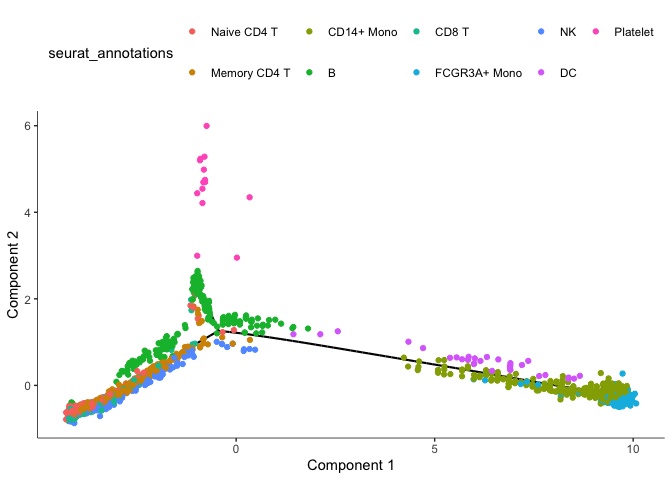 Naive CD4 T CD14+ Mono CD8 T NK Platelet
seurat_annotations
Memory CD4 T B FCGR3A+ Mono DC
6
4
2
0
Component 2
0 5 10
Component 1